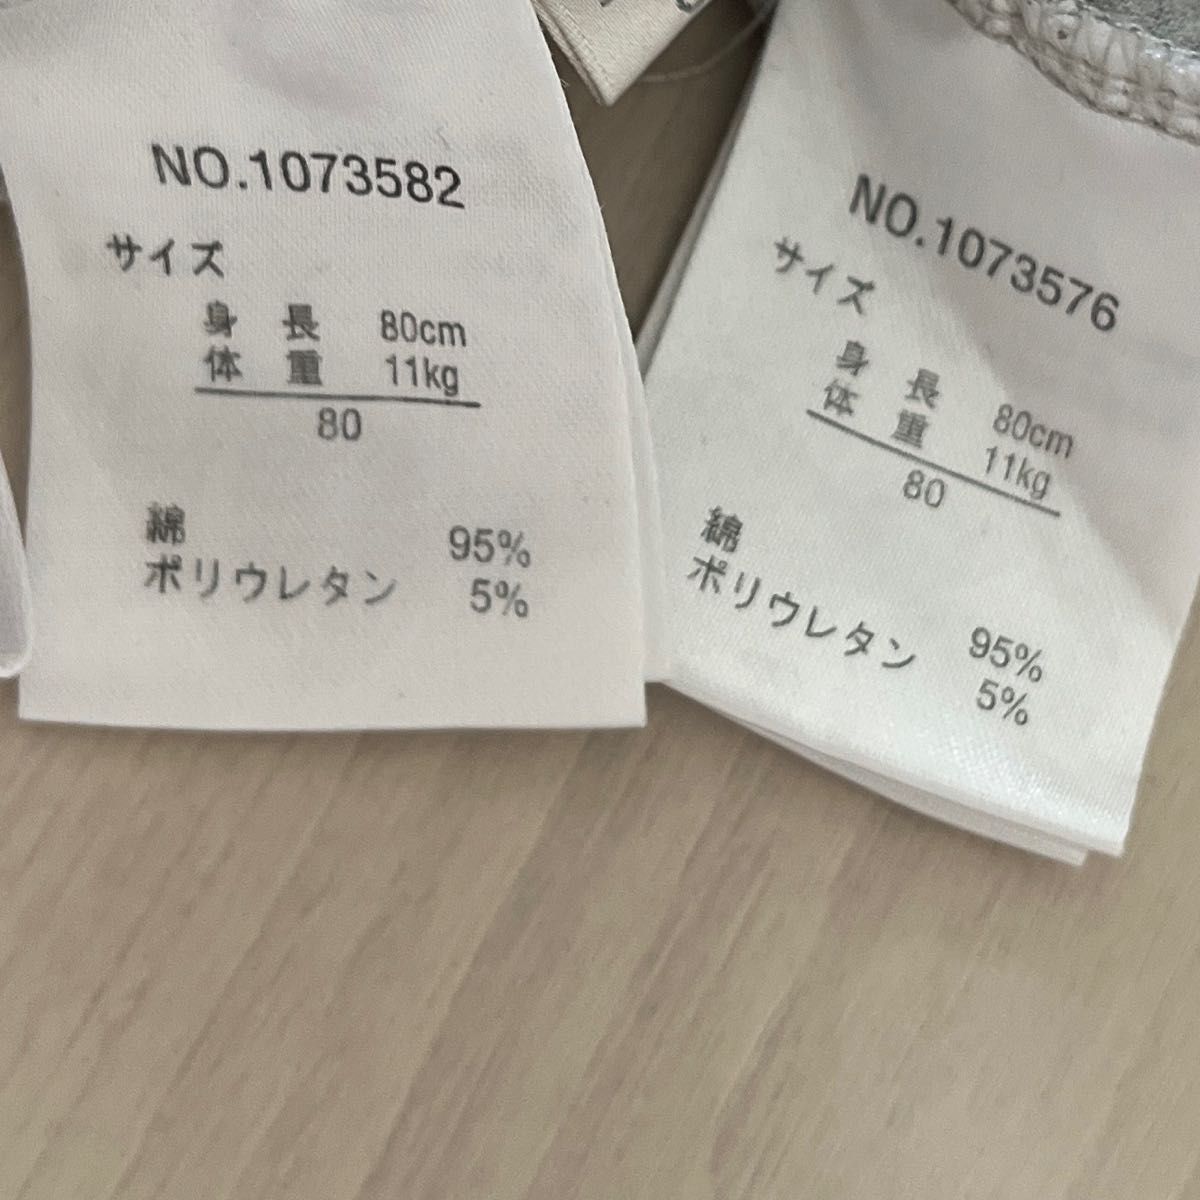 NO.1073582
サイズ
身 長 80cm
体 重 11kg
80
綿 95%
ポリウレタン 5%
NO.1073576
サイズ
身 長 80cm
体 重 11kg
80
綿 95%
ポリウレタン 5%